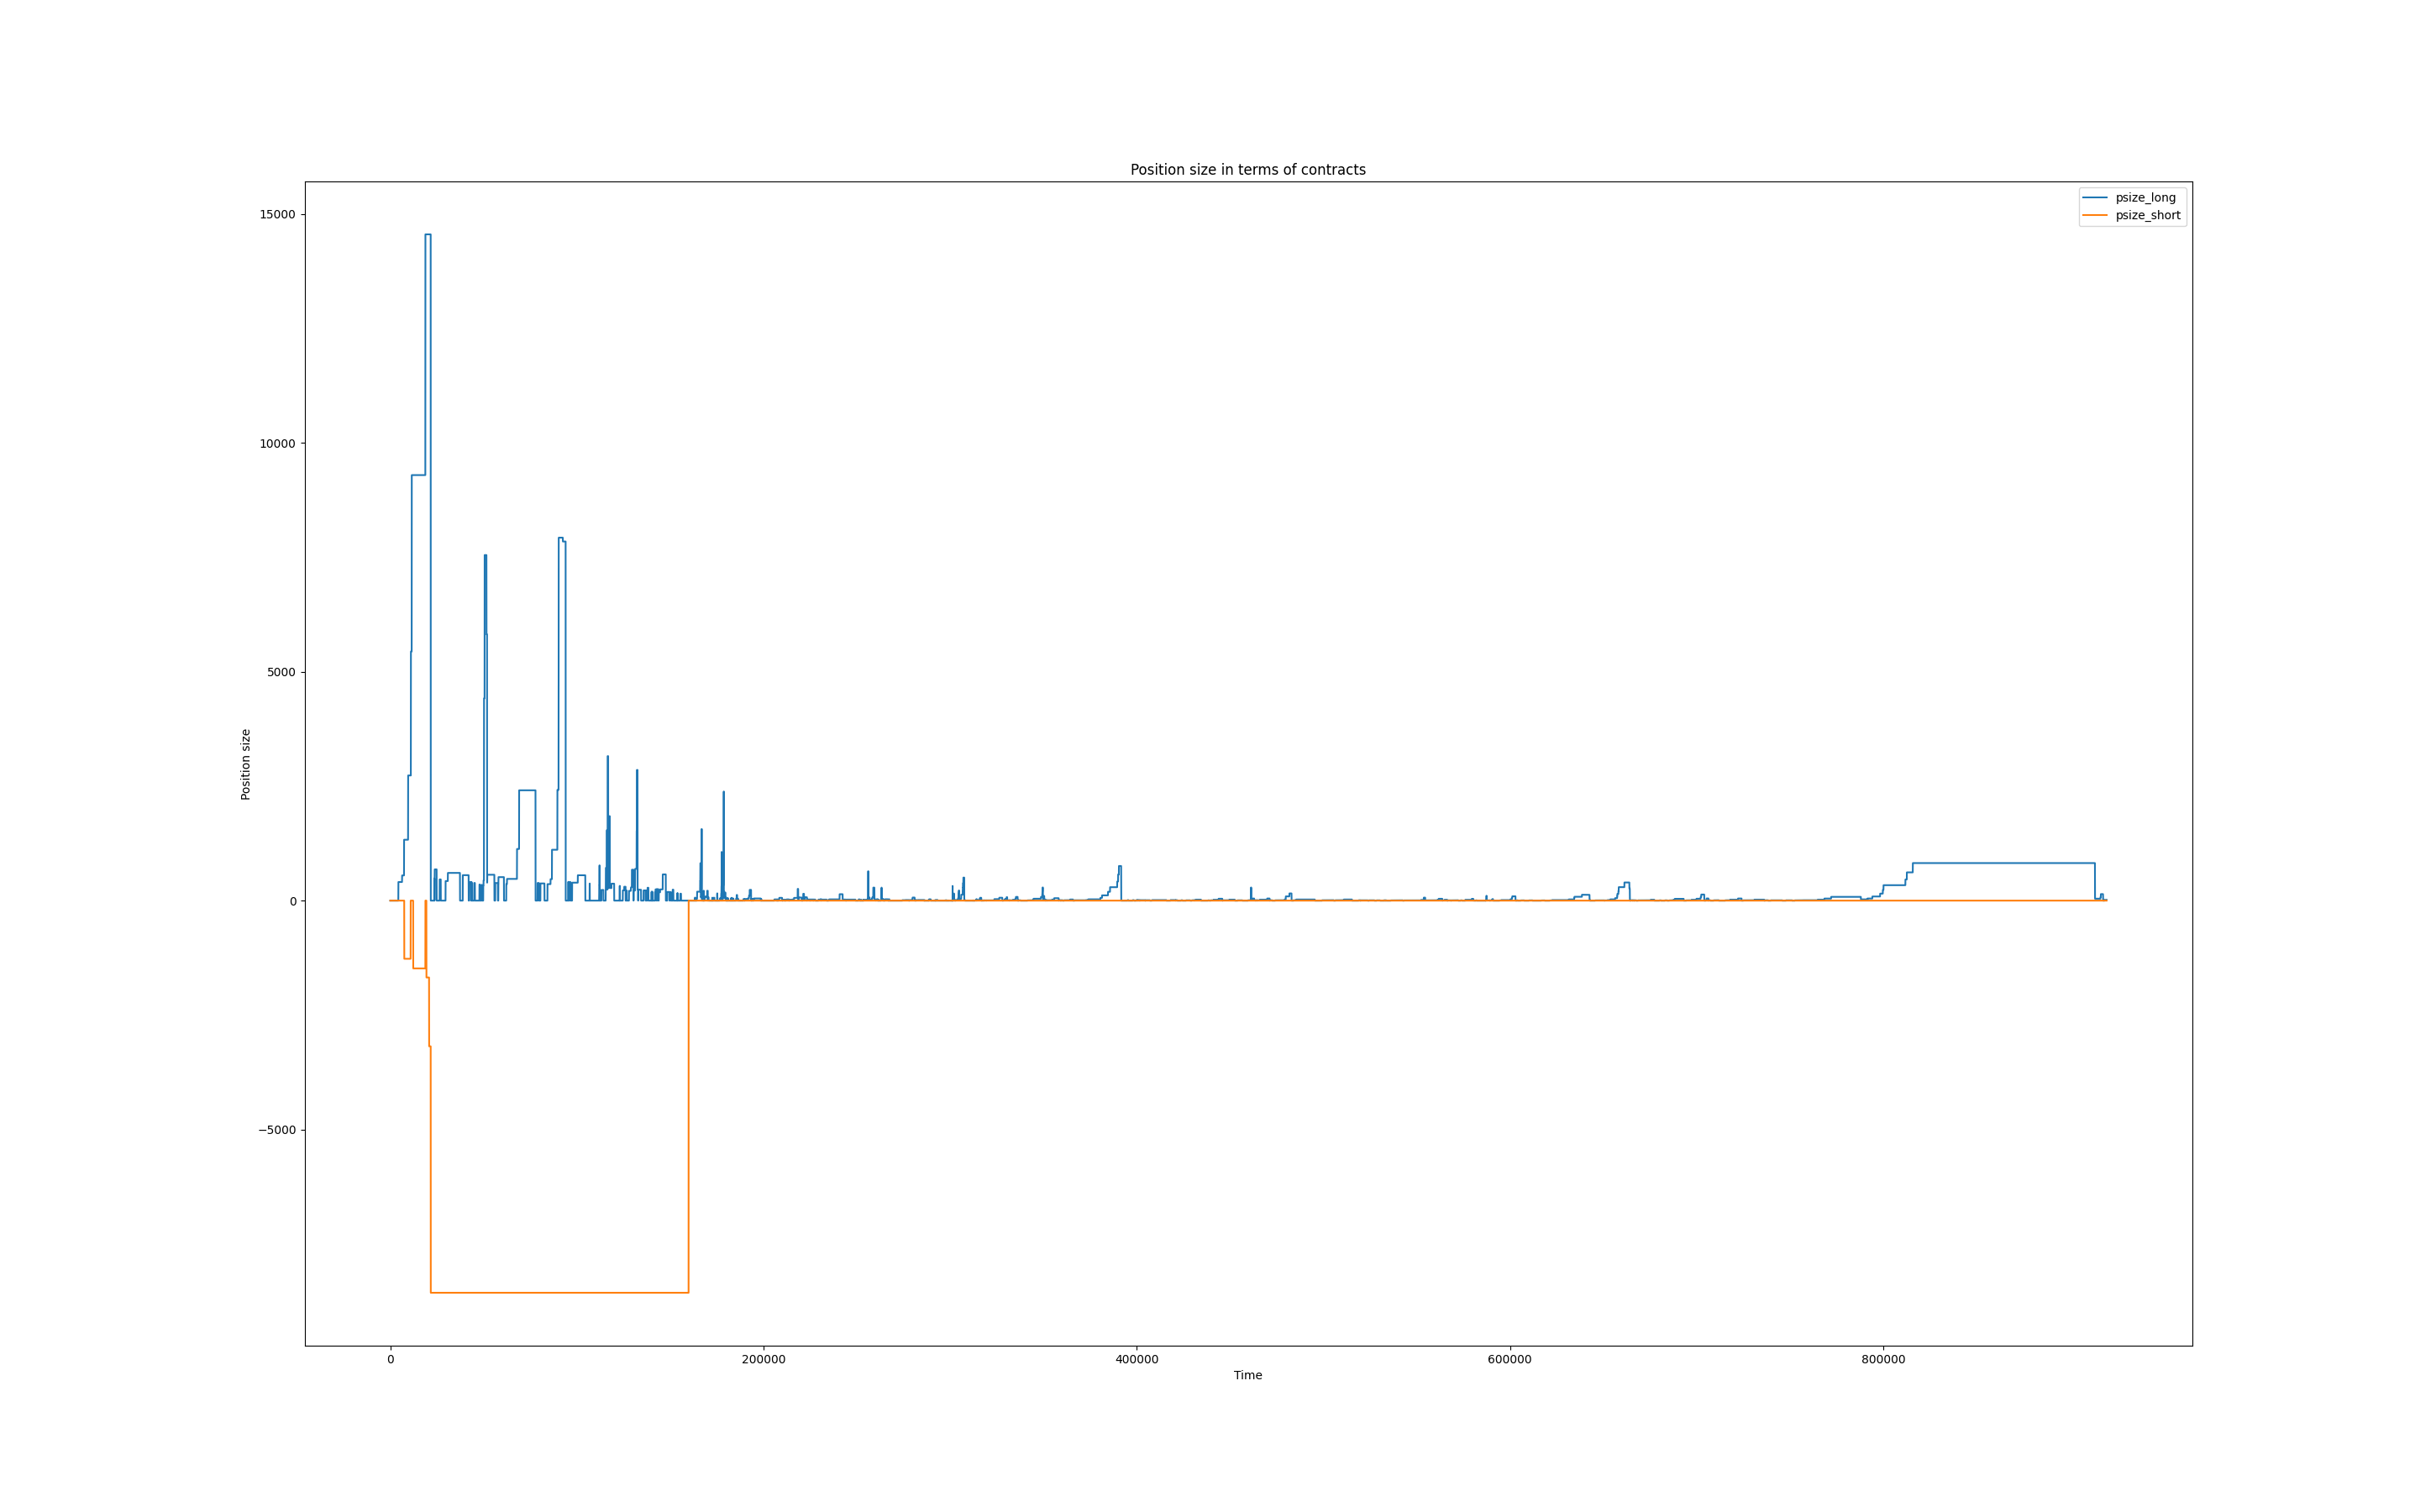 Position size in terms of contracts
psize_long
psize_short
15000
10000
5000
0
−5000
Position size
0 200000 400000 600000 800000
Time